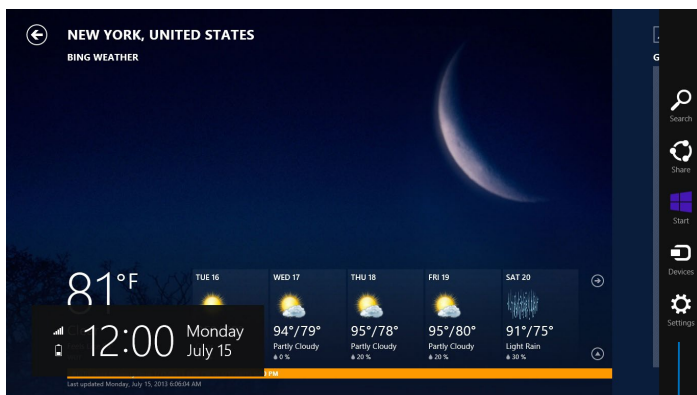 NEW YORK, UNITED STATES
BING WEATHER
G
Search
Share
Start
Devices
Settings
81°F
TUE 16
WED 17
94°/79°
Partly Cloudy
0 %
THU 18
95°/78°
Partly Cloudy
20 %
FRI 19
95°/80°
Partly Cloudy
20 %
SAT 20
91°/75°
Light Rain
30 %
12:00
Monday
July 15
PM
Last updated Monday, July 15, 2013 6:06:04 AM